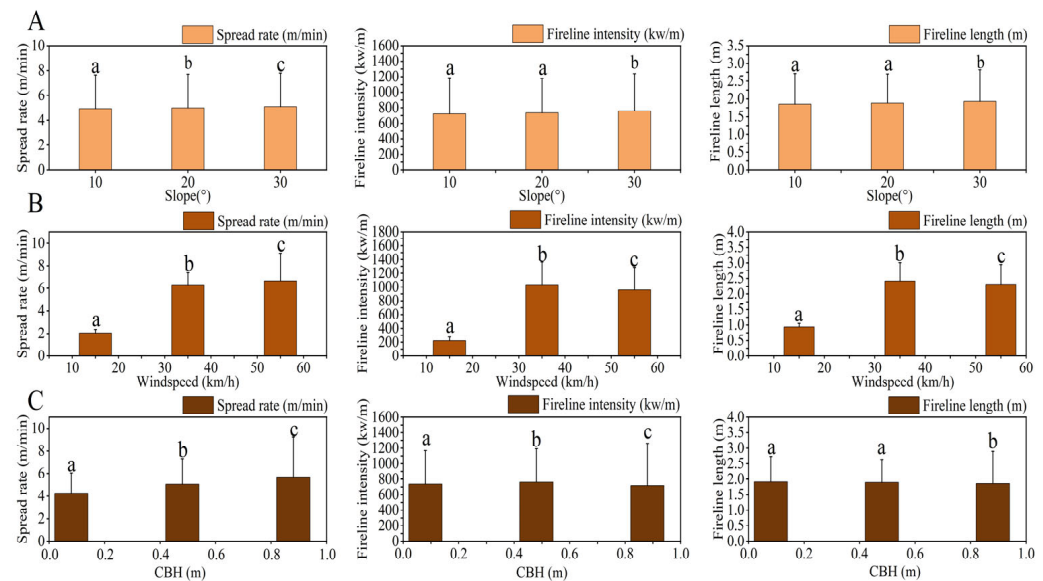 A
Spread rate (m/min)
Spread rate (m/min)
10
8
6
4
2
0
a
b
c
10
20
30
Slope(°)
Fireline intensity (kw/m)
Fireline intensity (kw/m)
1600
1400
1200
1000
800
600
400
200
0
a
a
b
10
20
30
Slope(°)
Fireline length (m)
Fireline length (m)
3.5
3.0
2.5
2.0
1.5
1.0
0.5
0.0
a
a
b
10
20
30
Slope(°)
B
Spread rate (m/min)
Spread rate (m/min)
10
8
6
4
2
0
a
b
c
10
20
30
40
50
60
Windspeed (km/h)
Fireline intensity (kw/m)
Fireline intensity (kw/m)
1800
1600
1400
1200
1000
800
600
400
200
0
a
b
c
10
20
30
40
50
60
Windspeed (km/h)
Fireline length (m)
Fireline length (m)
4.0
3.5
3.0
2.5
2.0
1.5
1.0
0.5
0.0
a
b
c
10
20
30
40
50
60
Windspeed (km/h)
C
Spread rate (m/min)
Spread rate (m/min)
10
8
6
4
2
0
a
b
c
0.0
0.2
0.4
0.6
0.8
1.0
CBH (m)
Fireline intensity (kw/m)
Fireline intensity (kw/m)
1600
1400
1200
1000
800
600
400
200
0
a
b
c
0.0
0.2
0.4
0.6
0.8
1.0
CBH (m)
Fireline length (m)
Fireline length (m)
4.0
3.5
3.0
2.5
2.0
1.5
1.0
0.5
0.0
a
a
b
0.0
0.2
0.4
0.6
0.8
1.0
CBH (m)